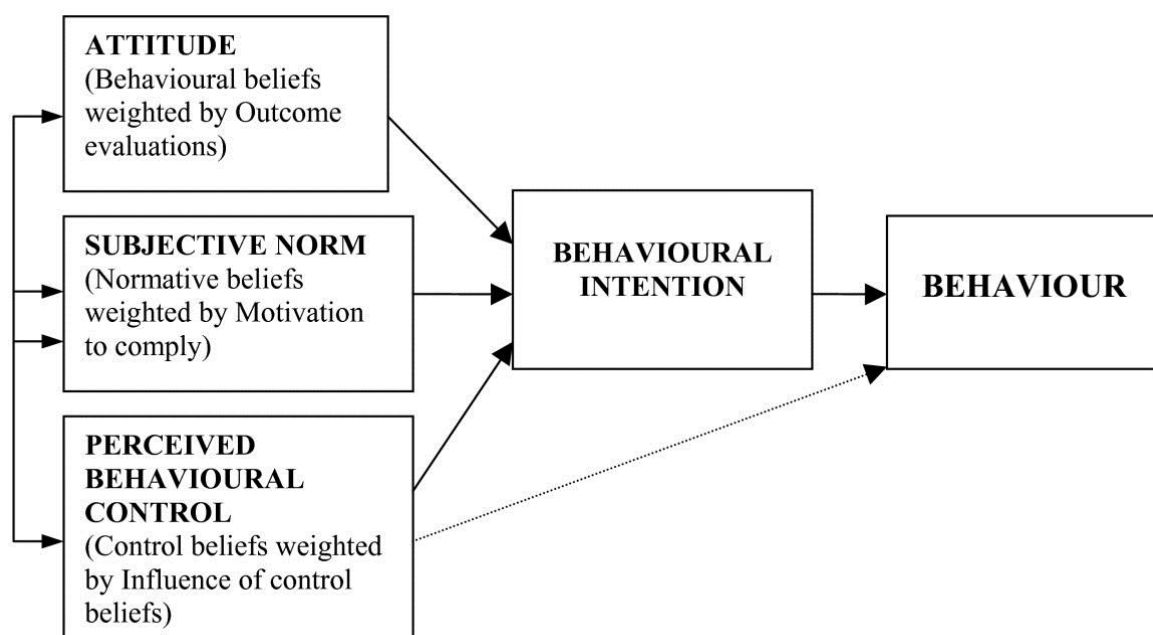 ATTITUDE
(Behavioural beliefs
weighted by Outcome
evaluations)
SUBJECTIVE NORM
(Normative beliefs
weighted by Motivation
to comply)
PERCEIVED
BEHAVIOURAL
CONTROL
(Control beliefs weighted
by Influence of control
beliefs)
BEHAVIOURAL
INTENTION
BEHAVIOUR